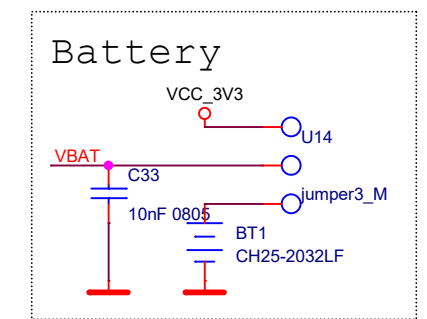 Battery
VCC_3V3
U14
VBAT
C33
jumper3_M
10nF 0805
BT1
CH25-2032LF